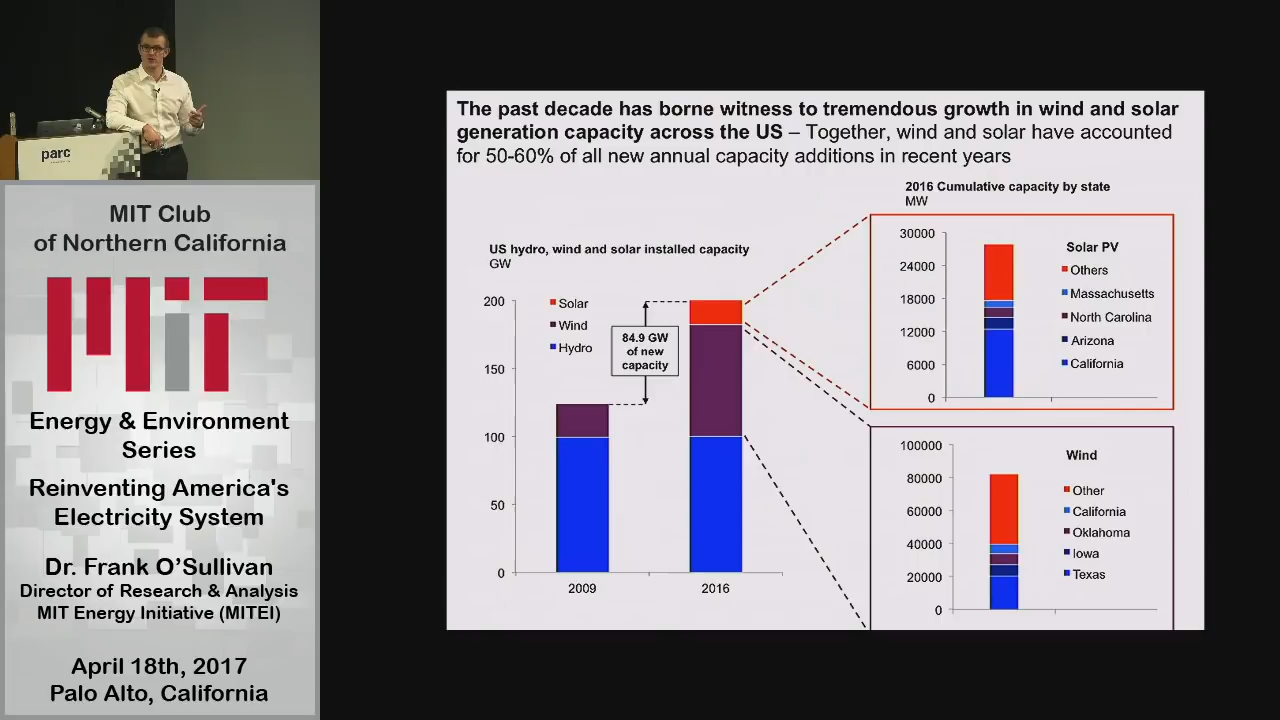 parc
MIT Club
of Northern California
Energy & Environment
Series
Reinventing America's
Electricity System
Dr. Frank O'Sullivan
Director of Research & Analysis
MIT Energy Initiative (MITEI)
April 18th, 2017
Palo Alto, California
The past decade has borne witness to tremendous growth in wind and solar
generation capacity across the US – Together, wind and solar have accounted
for 50-60% of all new annual capacity additions in recent years
US hydro, wind and solar installed capacity
GW
200
150
100
50
0
Solar
Wind
Hydro
84.9 GW
of new
capacity
2009
2016
2016 Cumulative capacity by state
MW
30000
24000
18000
12000
6000
0
Solar PV
Others
Massachusetts
North Carolina
Arizona
California
100000
80000
60000
40000
20000
0
Wind
Other
California
Oklahoma
Iowa
Texas